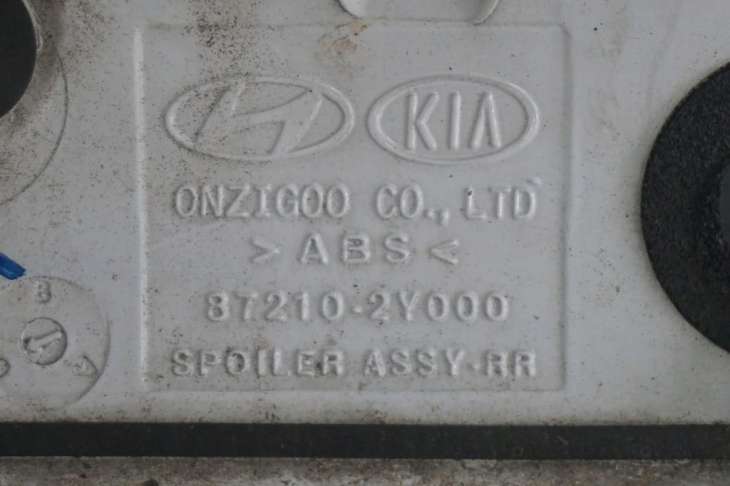 KIA
ONZIGOO CO., LTD
>ABS<
87210-2Y000
SPOILER ASSY-RR